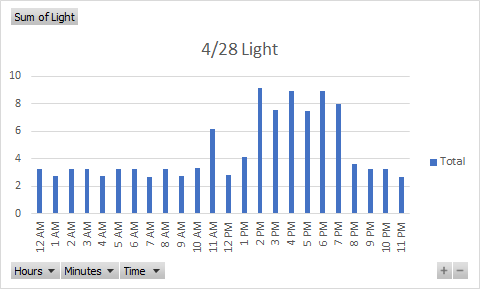 Sum of Light
4/28 Light
10
8
6
4
2
0
12 AM
1 AM
2 AM
3 AM
4 AM
5 AM
6 AM
7 AM
8 AM
9 AM
10 AM
11 AM
12 PM
1 PM
2 PM
3 PM
4 PM
5 PM
6 PM
7 PM
8 PM
9 PM
10 PM
11 PM
Total
Hours Minutes Time
+ −